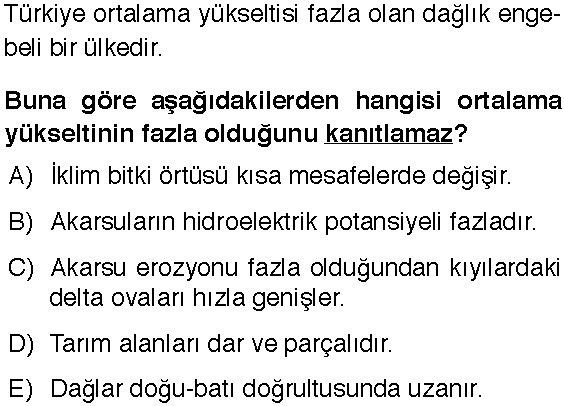 Türkiye ortalama yükseltisi fazla olan dağlık enge-
beli bir ülkedir.
Buna göre aşağıdakilerden hangisi ortalama
yükseltinin fazla olduğunu kanıtlamaz?
A) İklim bitki örtüsü kısa mesafelerde değişir.
B) Akarsuların hidroelektrik potansiyeli fazladır.
C) Akarsu erozyonu fazla olduğundan kıyılardaki
delta ovaları hızla genişler.
D) Tarım alanları dar ve parçalıdır.
E) Dağlar doğu-batı doğrultusunda uzanır.